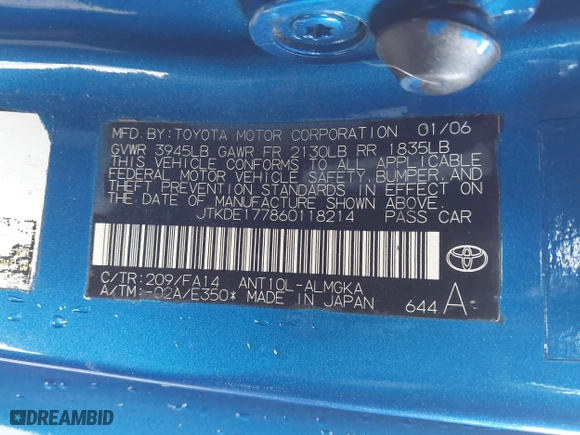 MFD. BY:TOYOTA MOTOR CORPORATION 01/06
GVWR 3945LB GAWR FR 2130LB RR 1835LB
THIS VEHICLE CONFORMS TO ALL APPLICABLE
FEDERAL MOTOR VEHICLE SAFETY, BUMPER, AND
THEFT PREVENTION STANDARDS IN EFFECT ON
THE DATE OF MANUFACTURE SHOWN ABOVE.
JTKDE177860118214 PASS CAR
C/TR:209/FA14 ANT10L-ALMGKA
A/TM:-02A/E350* MADE IN JAPAN
644 A
TOYOTA
DREAMBID